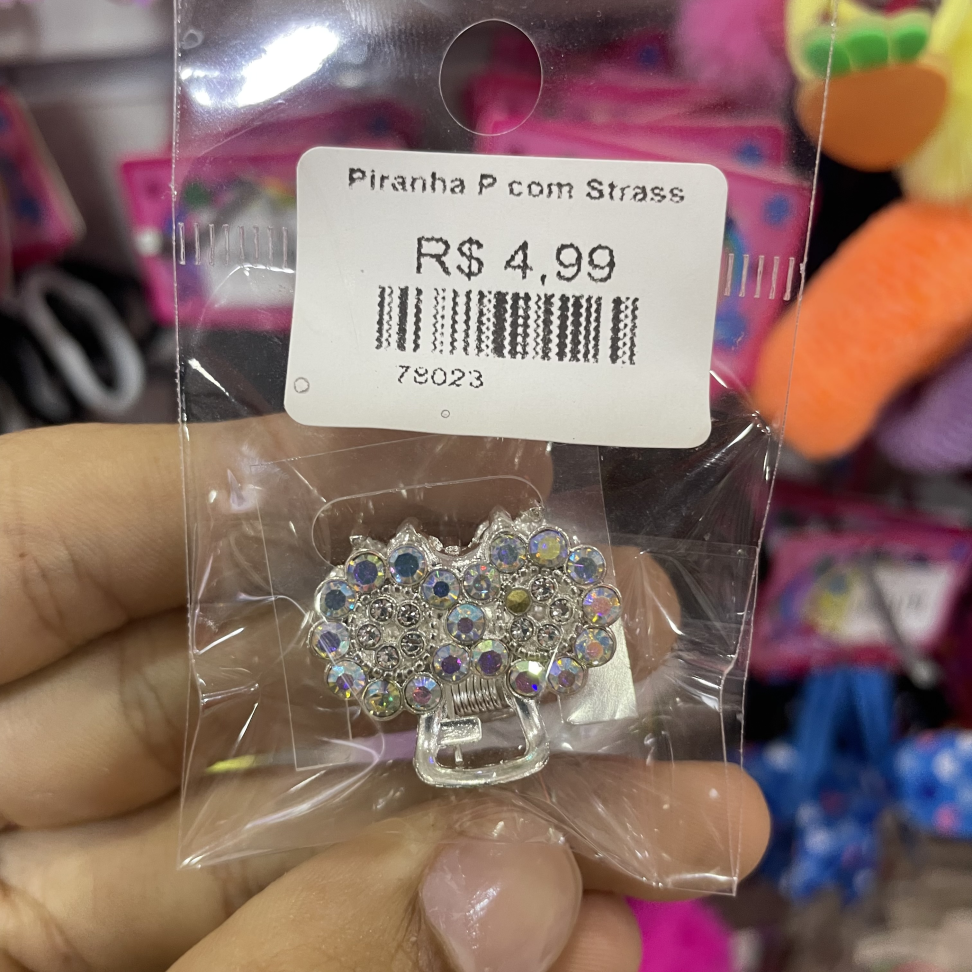 Piranha P com Strass
R$ 4,99
78023